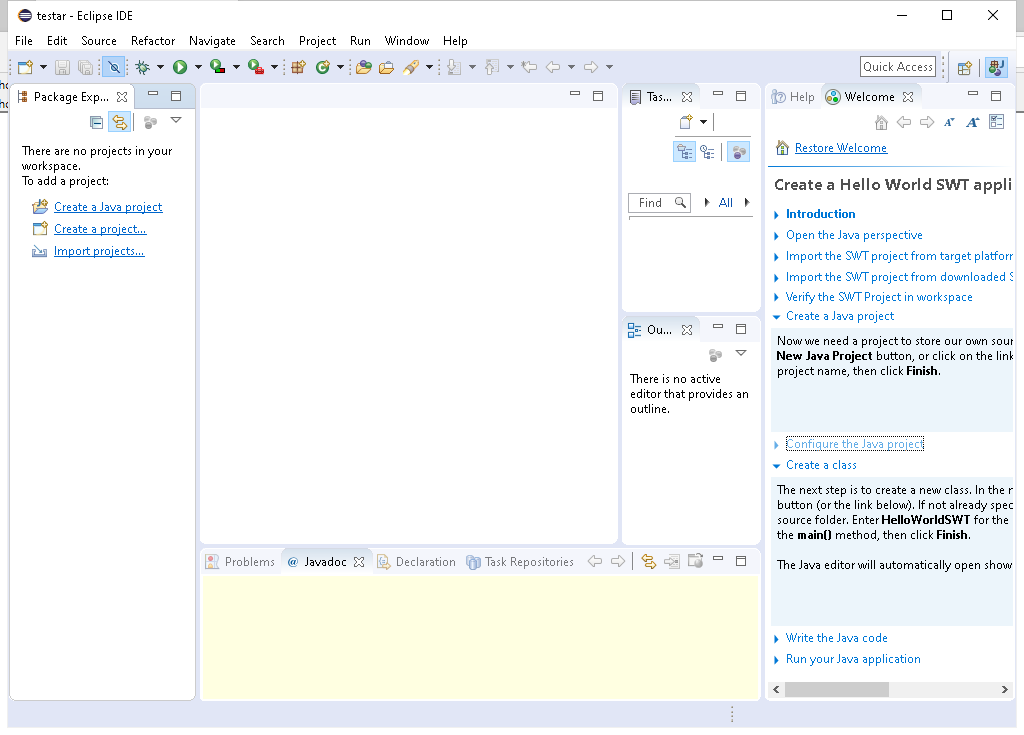 testar - Eclipse IDE
File Edit Source Refactor Navigate Search Project Run Window Help
Quick Access
Package Exp...
There are no projects in your
workspace.
To add a project:
Create a Java project
Create a project...
Import projects...
Tas...
Find
All
Ou...
There is no active
editor that provides an
outline.
Problems @ Javadoc Declaration Task Repositories
Help Welcome
Restore Welcome
Create a Hello World SWT appli
Introduction
Open the Java perspective
Import the SWT project from target platfor
Import the SWT project from downloaded S
Verify the SWT Project in workspace
Create a Java project
Now we need a project to store our own sour
New Java Project button, or click on the link
project name, then click Finish.
Configure the Java project
Create a class
The next step is to create a new class. In the
button (or the link below). If not already spec
source folder. Enter HelloWorldSWT for the
the main() method, then click Finish.
The Java editor will automatically open show
Write the Java code
Run your Java application